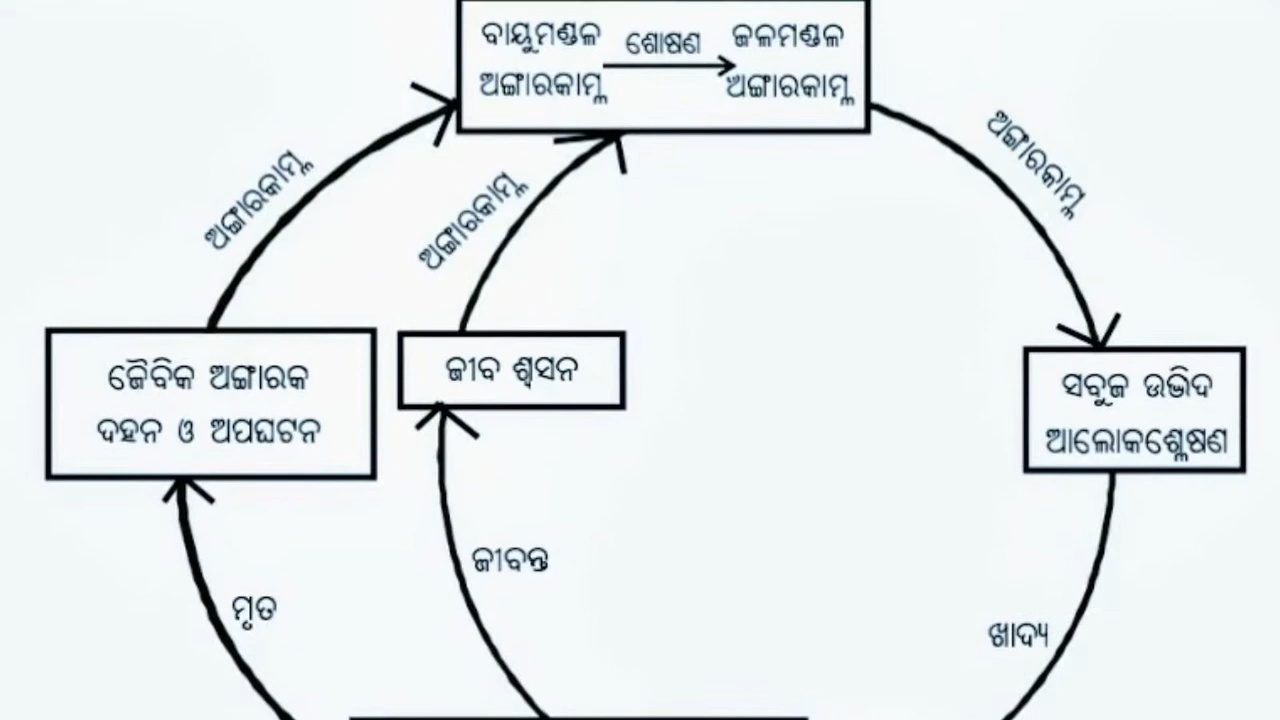 ବାୟୁମଣ୍ଡଳ ଶୋଷଣ ଜଳମଣ୍ଡଳ
ଅଙ୍ଗାରକାମ୍ଳ ଅଙ୍ଗାରକାମ୍ଳ
ଅଙ୍ଗାରକାମ୍ଳ
ଅଙ୍ଗାରକାମ୍ଳ
ଅଙ୍ଗାରକାମ୍ଳ
ଜୈବିକ ଅଙ୍ଗାରକ
ଦହନ ଓ ଅପଘଟନ
ଜୀବ ଶ୍ୱସନ
ସବୁଜ ଉଦ୍ଭିଦ
ଆଲୋକଶ୍ଳେଷଣ
ଜୀବନ୍ତ
ମୃତ
ଖାଦ୍ୟ